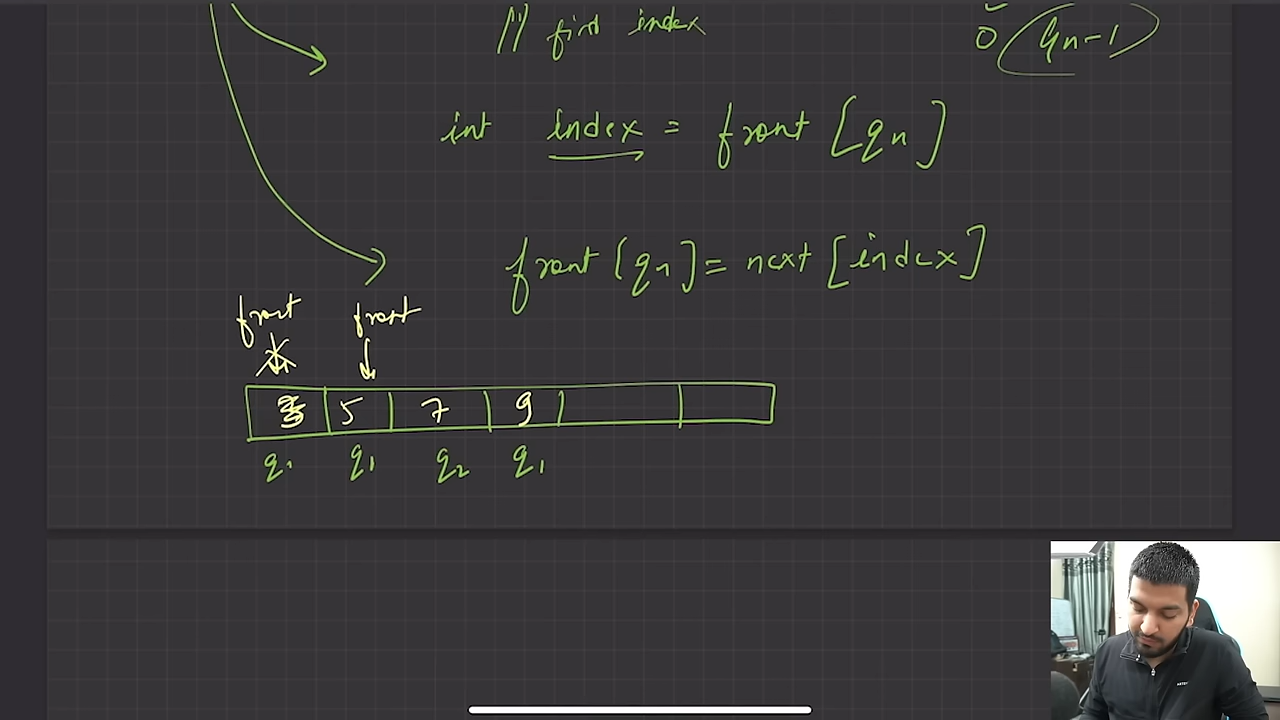 // first index
0 (qn-1)
int index = front [qn]
front [qn] = next [index]
front front
5 7 9
q1 q2 q1